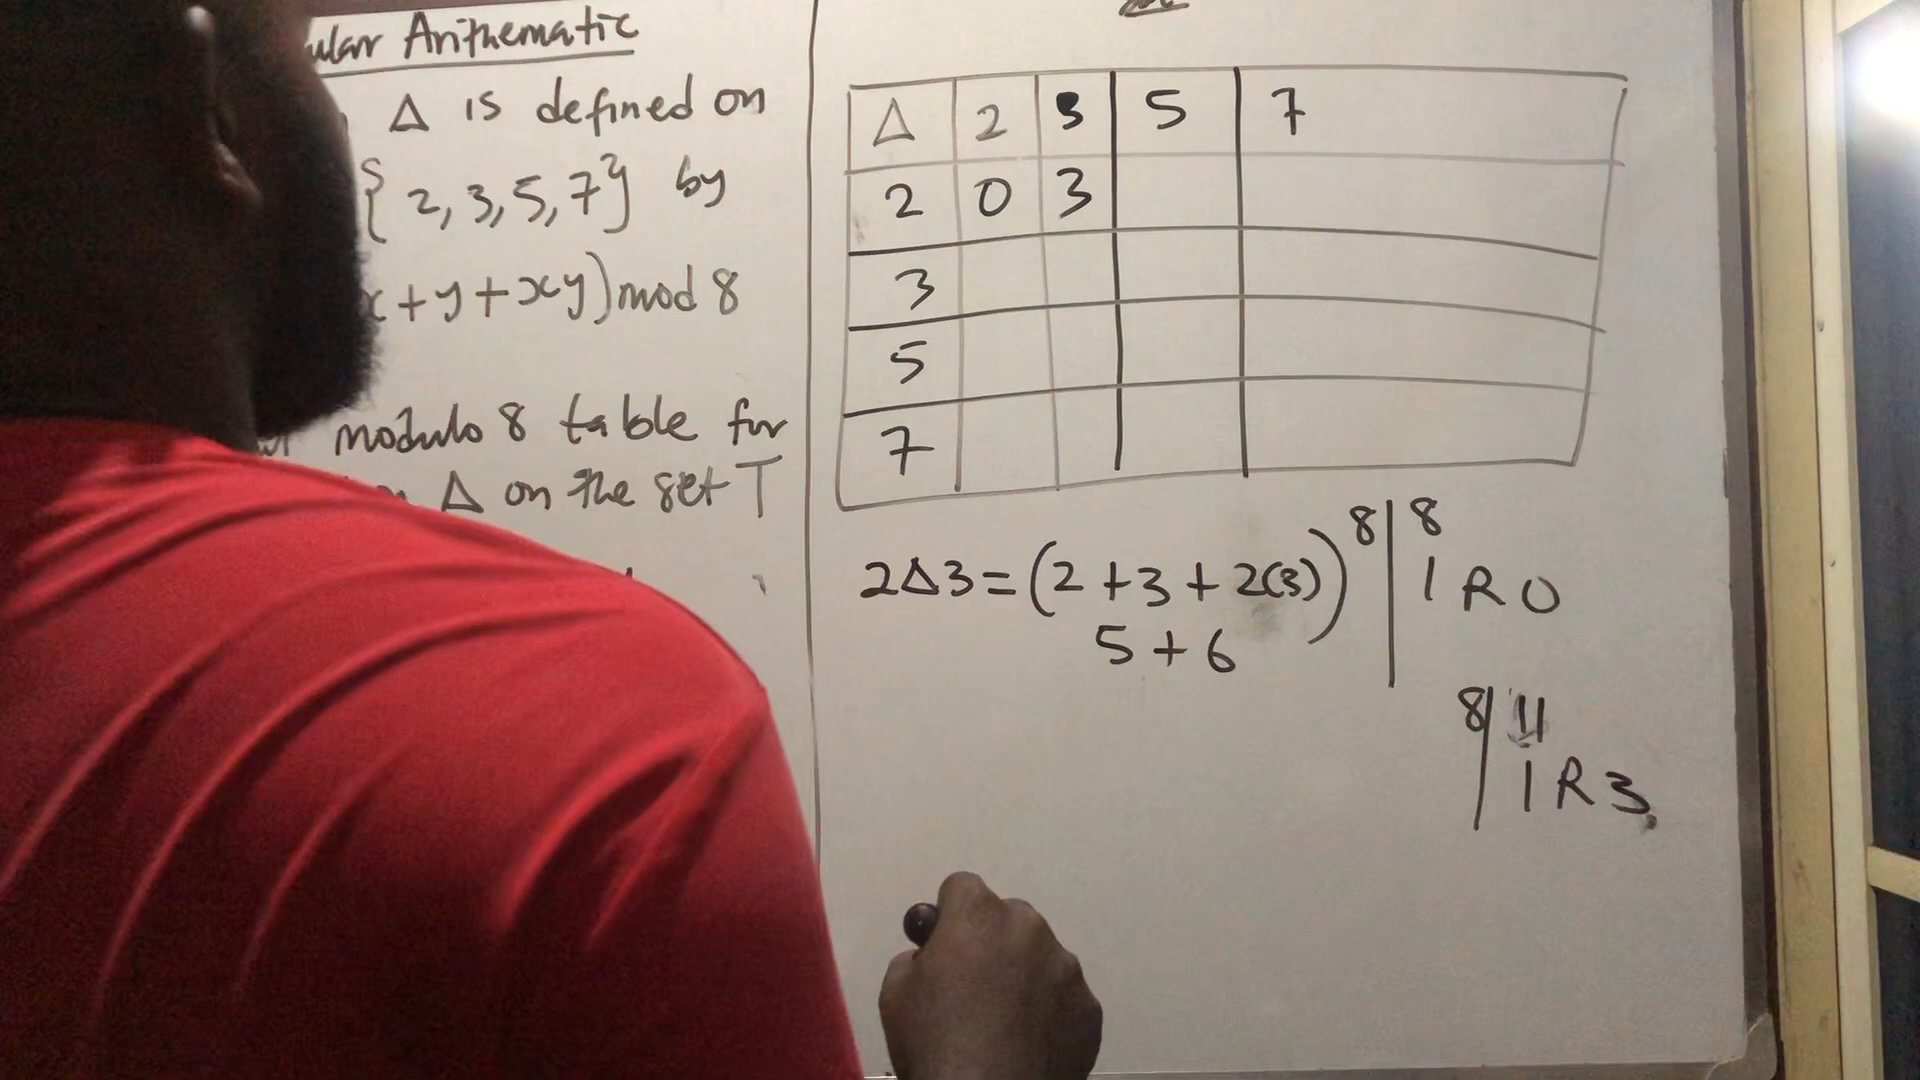 ular Arithematic
Δ is defined on
{2, 3, 5, 7} by
x+y+xy) mod 8
modulo 8 table for
Δ on the set T
Δ 2 3 5 7
2 0 3
3
5
7
2Δ3=(2+3+2(3))
5+6
8|8
1 R 0
8|11
1 R 3